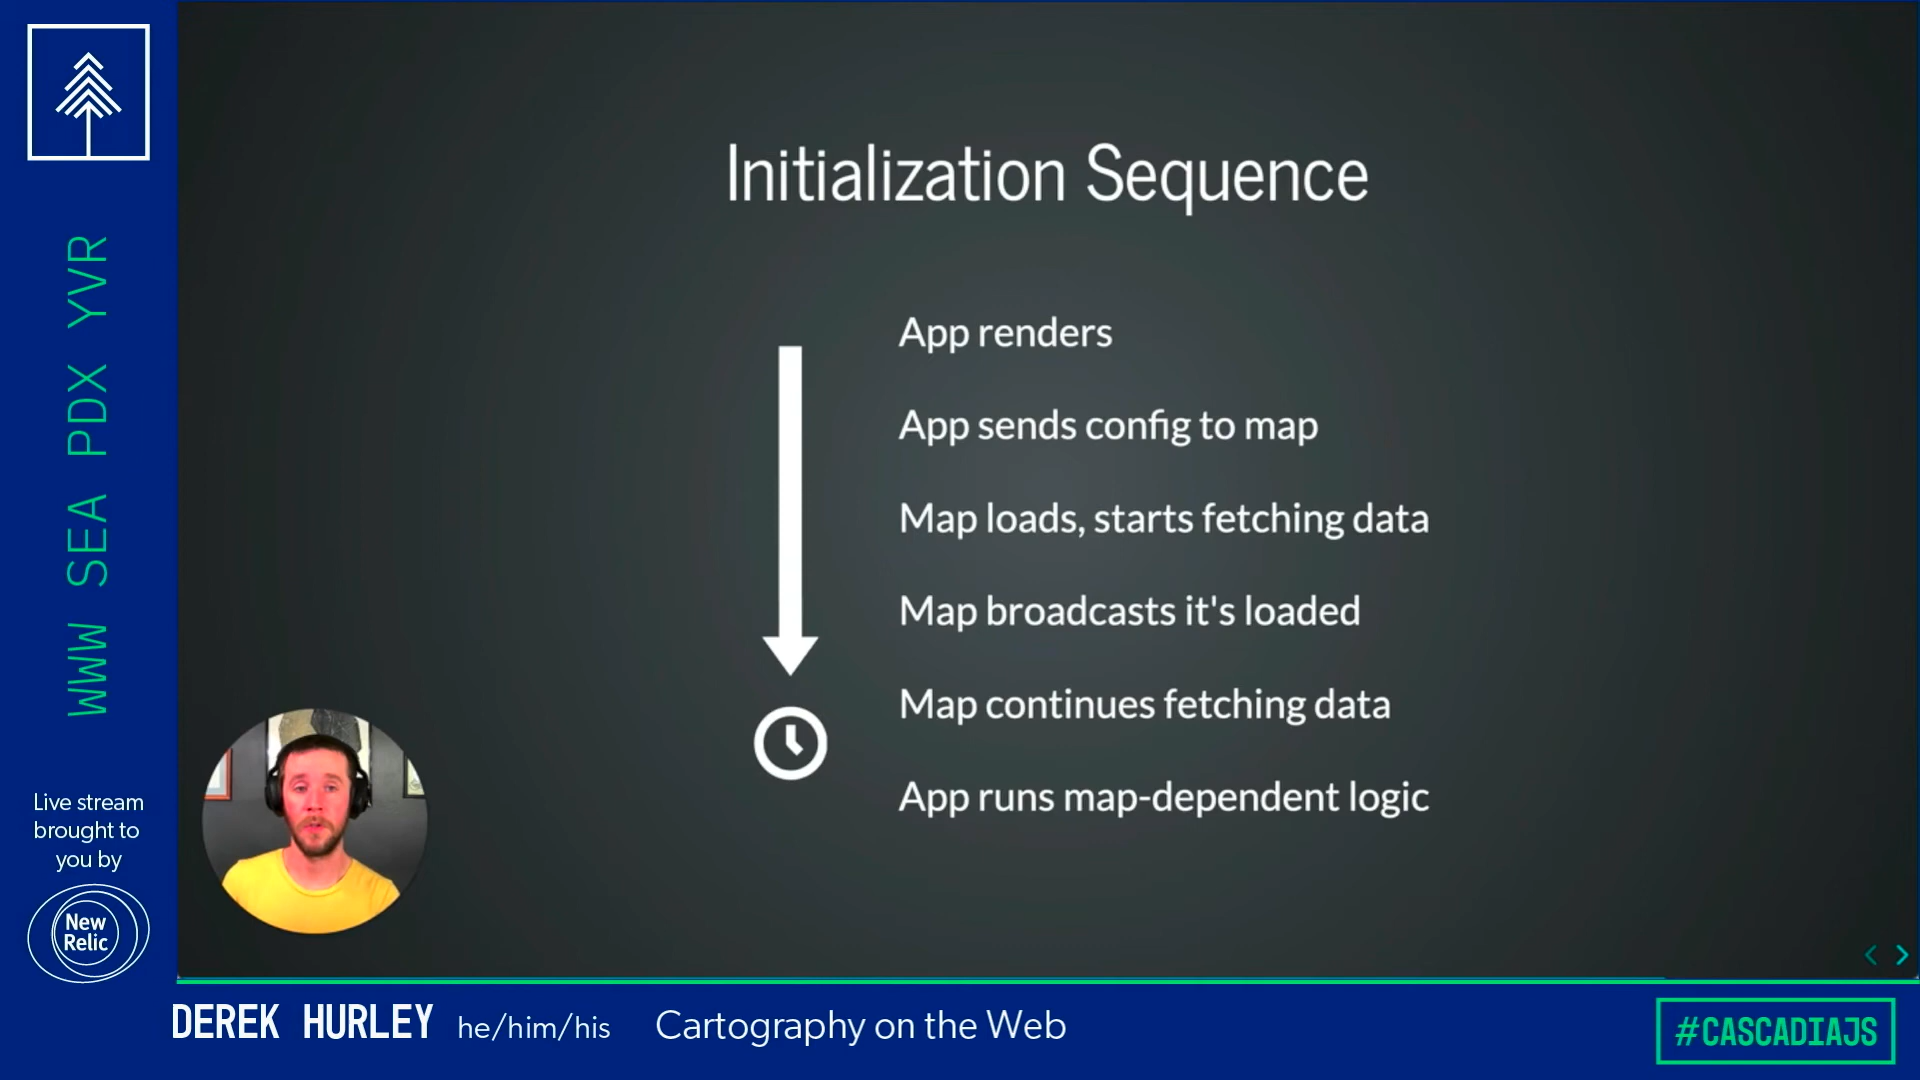 Initialization Sequence
App renders
App sends config to map
Map loads, starts fetching data
Map broadcasts it's loaded
Map continues fetching data
App runs map-dependent logic
WWW SEA PDX YVR
Live stream
brought to
you by
New
Relic
DEREK HURLEY he/him/his Cartography on the Web
#CASCADIAJS